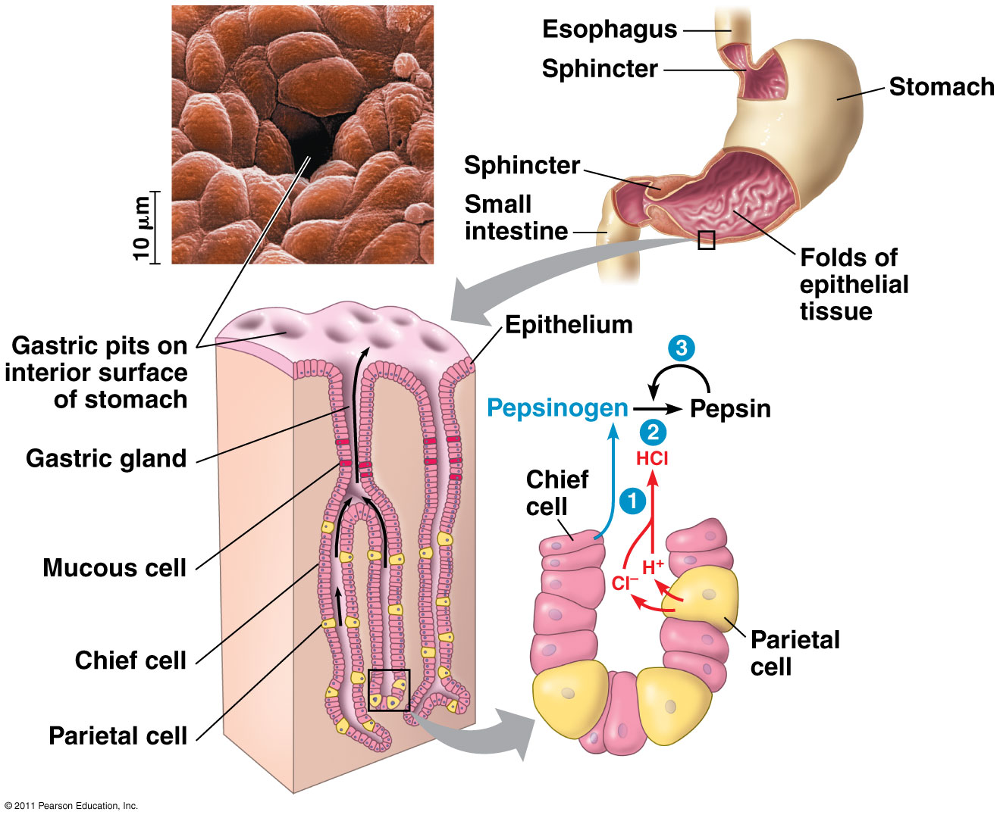 Esophagus
Sphincter
Stomach
Sphincter
Small
intestine
10 µm
Folds of
epithelial
tissue
Gastric pits on
interior surface
of stomach
Epithelium
3
Pepsinogen
Pepsin
2
HCl
Gastric gland
Chief
cell
1
Mucous cell
H+
Cl–
Parietal
cell
Chief cell
Parietal cell
© 2011 Pearson Education, Inc.